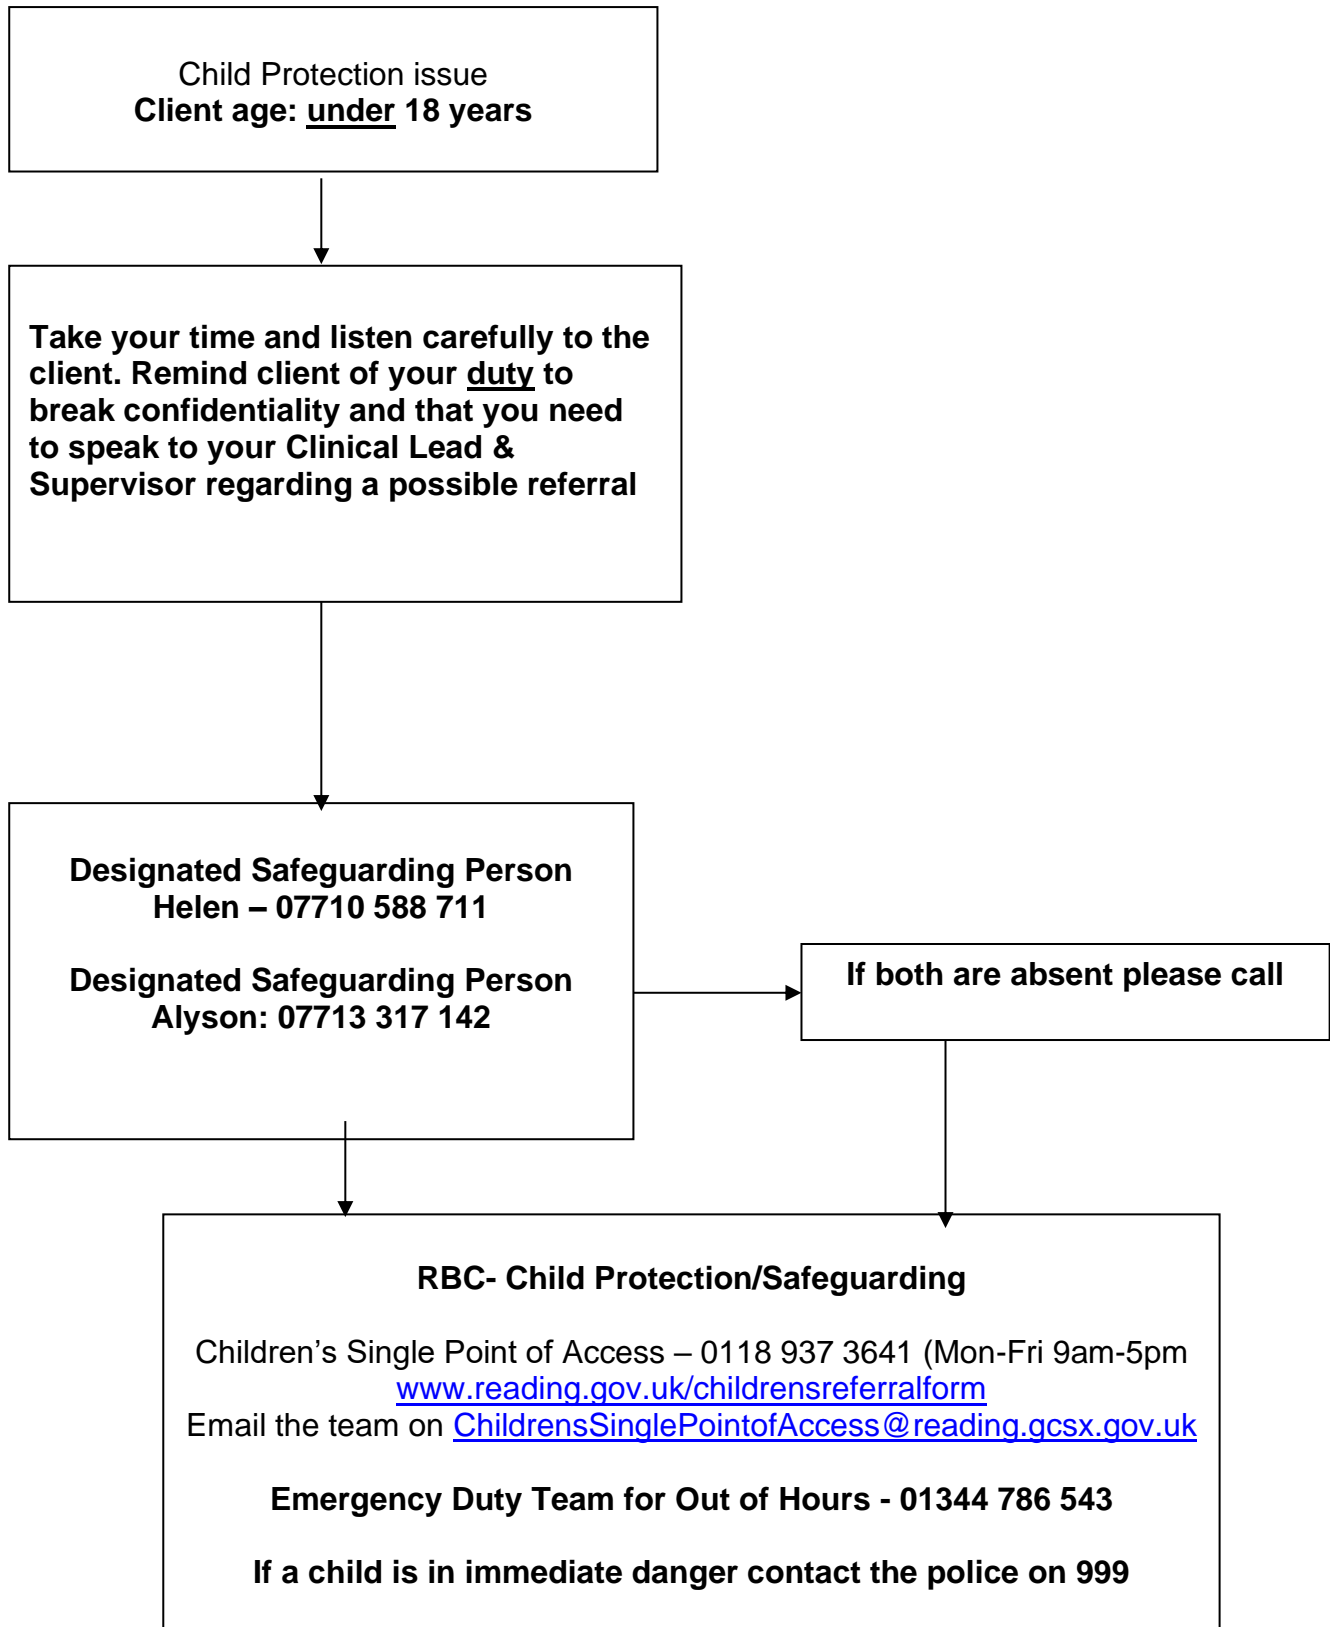 Child Protection issue
Client age: under 18 years
Take your time and listen carefully to the
client. Remind client of your duty to
break confidentiality and that you need
to speak to your Clinical Lead &
Supervisor regarding a possible referral
Designated Safeguarding Person
Helen – 07710 588 711
Designated Safeguarding Person
Alyson: 07713 317 142
If both are absent please call
RBC- Child Protection/Safeguarding
Children’s Single Point of Access – 0118 937 3641 (Mon-Fri 9am-5pm
www.reading.gov.uk/childrensreferralform
Email the team on ChildrensSinglePointofAccess@reading.gcsx.gov.uk
Emergency Duty Team for Out of Hours - 01344 786 543
If a child is in immediate danger contact the police on 999